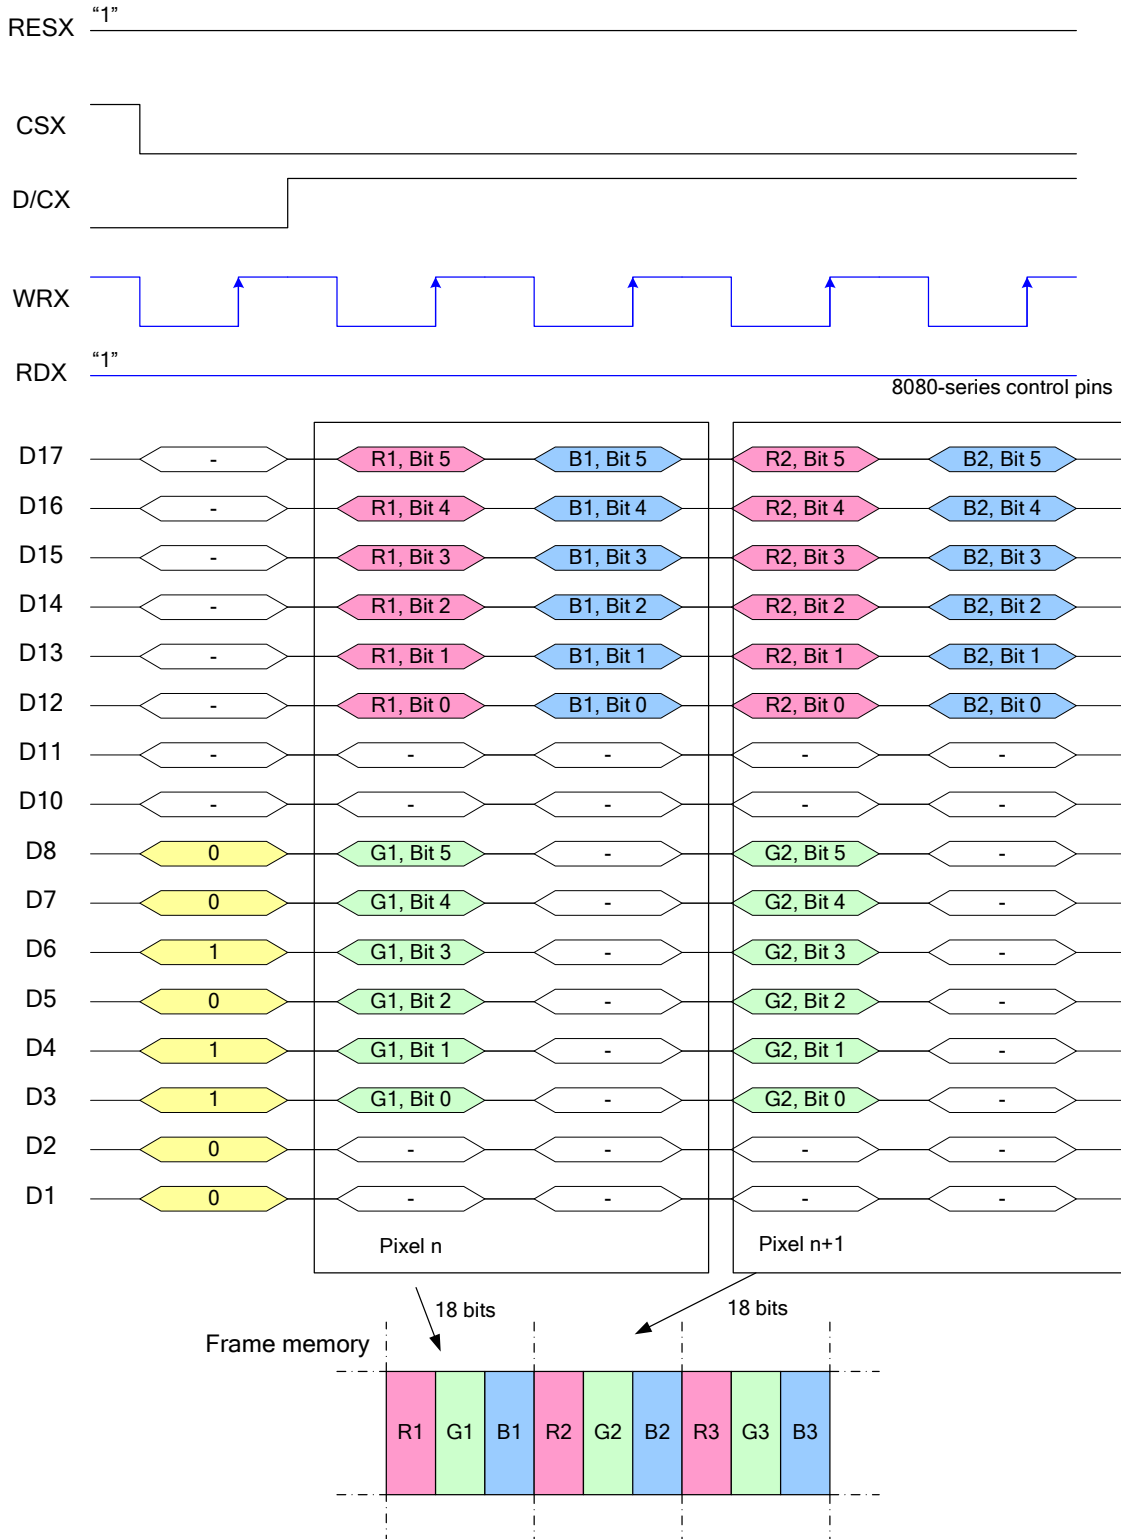 RESX “1”
CSX
D/CX
WRX
RDX “1”
8080-series control pins
D17 - R1, Bit 5 B1, Bit 5 R2, Bit 5 B2, Bit 5
D16 - R1, Bit 4 B1, Bit 4 R2, Bit 4 B2, Bit 4
D15 - R1, Bit 3 B1, Bit 3 R2, Bit 3 B2, Bit 3
D14 - R1, Bit 2 B1, Bit 2 R2, Bit 2 B2, Bit 2
D13 - R1, Bit 1 B1, Bit 1 R2, Bit 1 B2, Bit 1
D12 - R1, Bit 0 B1, Bit 0 R2, Bit 0 B2, Bit 0
D11 - - - - -
D10 - - - - -
D8 0 G1, Bit 5 - G2, Bit 5 -
D7 0 G1, Bit 4 - G2, Bit 4 -
D6 1 G1, Bit 3 - G2, Bit 3 -
D5 0 G1, Bit 2 - G2, Bit 2 -
D4 1 G1, Bit 1 - G2, Bit 1 -
D3 1 G1, Bit 0 - G2, Bit 0 -
D2 0 - - - -
D1 0 - - - -
Pixel n Pixel n+1
18 bits 18 bits
Frame memory
R1 G1 B1 R2 G2 B2 R3 G3 B3